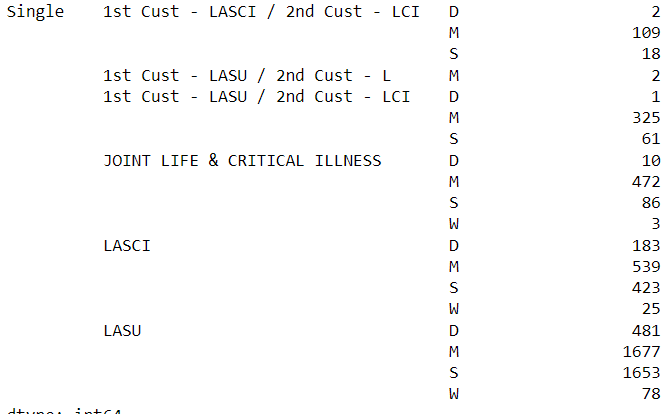 Single 1st Cust - LASCI / 2nd Cust - LCI D 2
M 109
S 18
1st Cust - LASU / 2nd Cust - L M 2
1st Cust - LASU / 2nd Cust - LCI D 1
M 325
S 61
JOINT LIFE & CRITICAL ILLNESS D 10
M 472
S 86
W 3
LASCI D 183
M 539
S 423
W 25
LASU D 481
M 1677
S 1653
W 78
dtype: int64